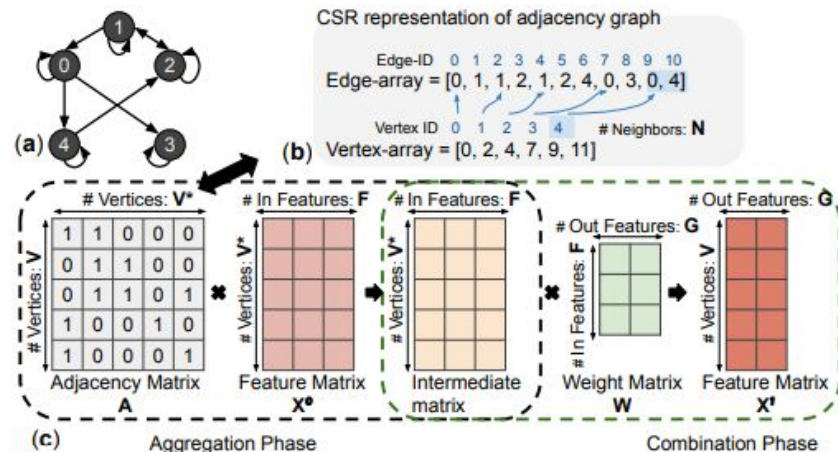 1
0
2
4
3
(a)
CSR representation of adjacency graph
Edge-ID 0 1 2 3 4 5 6 7 8 9 10
Edge-array = [0, 1, 1, 2, 1, 2, 4, 0, 3, 0, 4]
Vertex ID 0 1 2 3 4 # Neighbors: N
(b)
Vertex-array = [0, 2, 4, 7, 9, 11]
# Vertices: V*
# Vertices: V
1 1 0 0 0
0 1 1 0 0
0 1 1 0 1
1 0 0 1 0
1 0 0 0 1
Adjacency Matrix
A
# In Features: F
# Vertices: V*
Feature Matrix
X⁰
# In Features: F
# Vertices: V*
Intermediate
matrix
# Out Features: G
# In Features: F
Weight Matrix
W
# Out Features: G
# Vertices: V
Feature Matrix
X¹
(c)
Aggregation Phase
Combination Phase